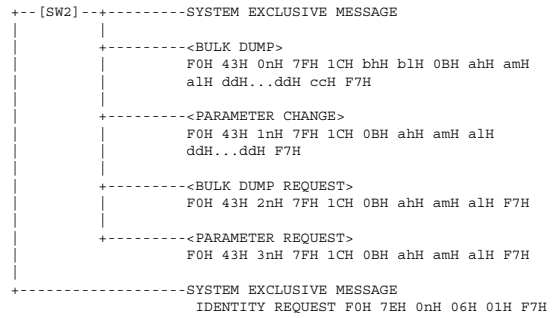 +--[SW2]--+---------SYSTEM EXCLUSIVE MESSAGE
|         |
|         +---------<BULK DUMP>
|         |         F0H 43H 0nH 7FH 1CH bhH blH 0BH ahH amH
|         |         alH ddH...ddH ccH F7H
|         |
|         +---------<PARAMETER CHANGE>
|         |         F0H 43H 1nH 7FH 1CH 0BH ahH amH alH
|         |         ddH...ddH F7H
|         |
|         +---------<BULK DUMP REQUEST>
|         |         F0H 43H 2nH 7FH 1CH 0BH ahH amH alH F7H
|         |
|         +---------<PARAMETER REQUEST>
|                   F0H 43H 3nH 7FH 1CH 0BH ahH amH alH F7H
|
+-------------------SYSTEM EXCLUSIVE MESSAGE
                     IDENTITY REQUEST F0H 7EH 0nH 06H 01H F7H